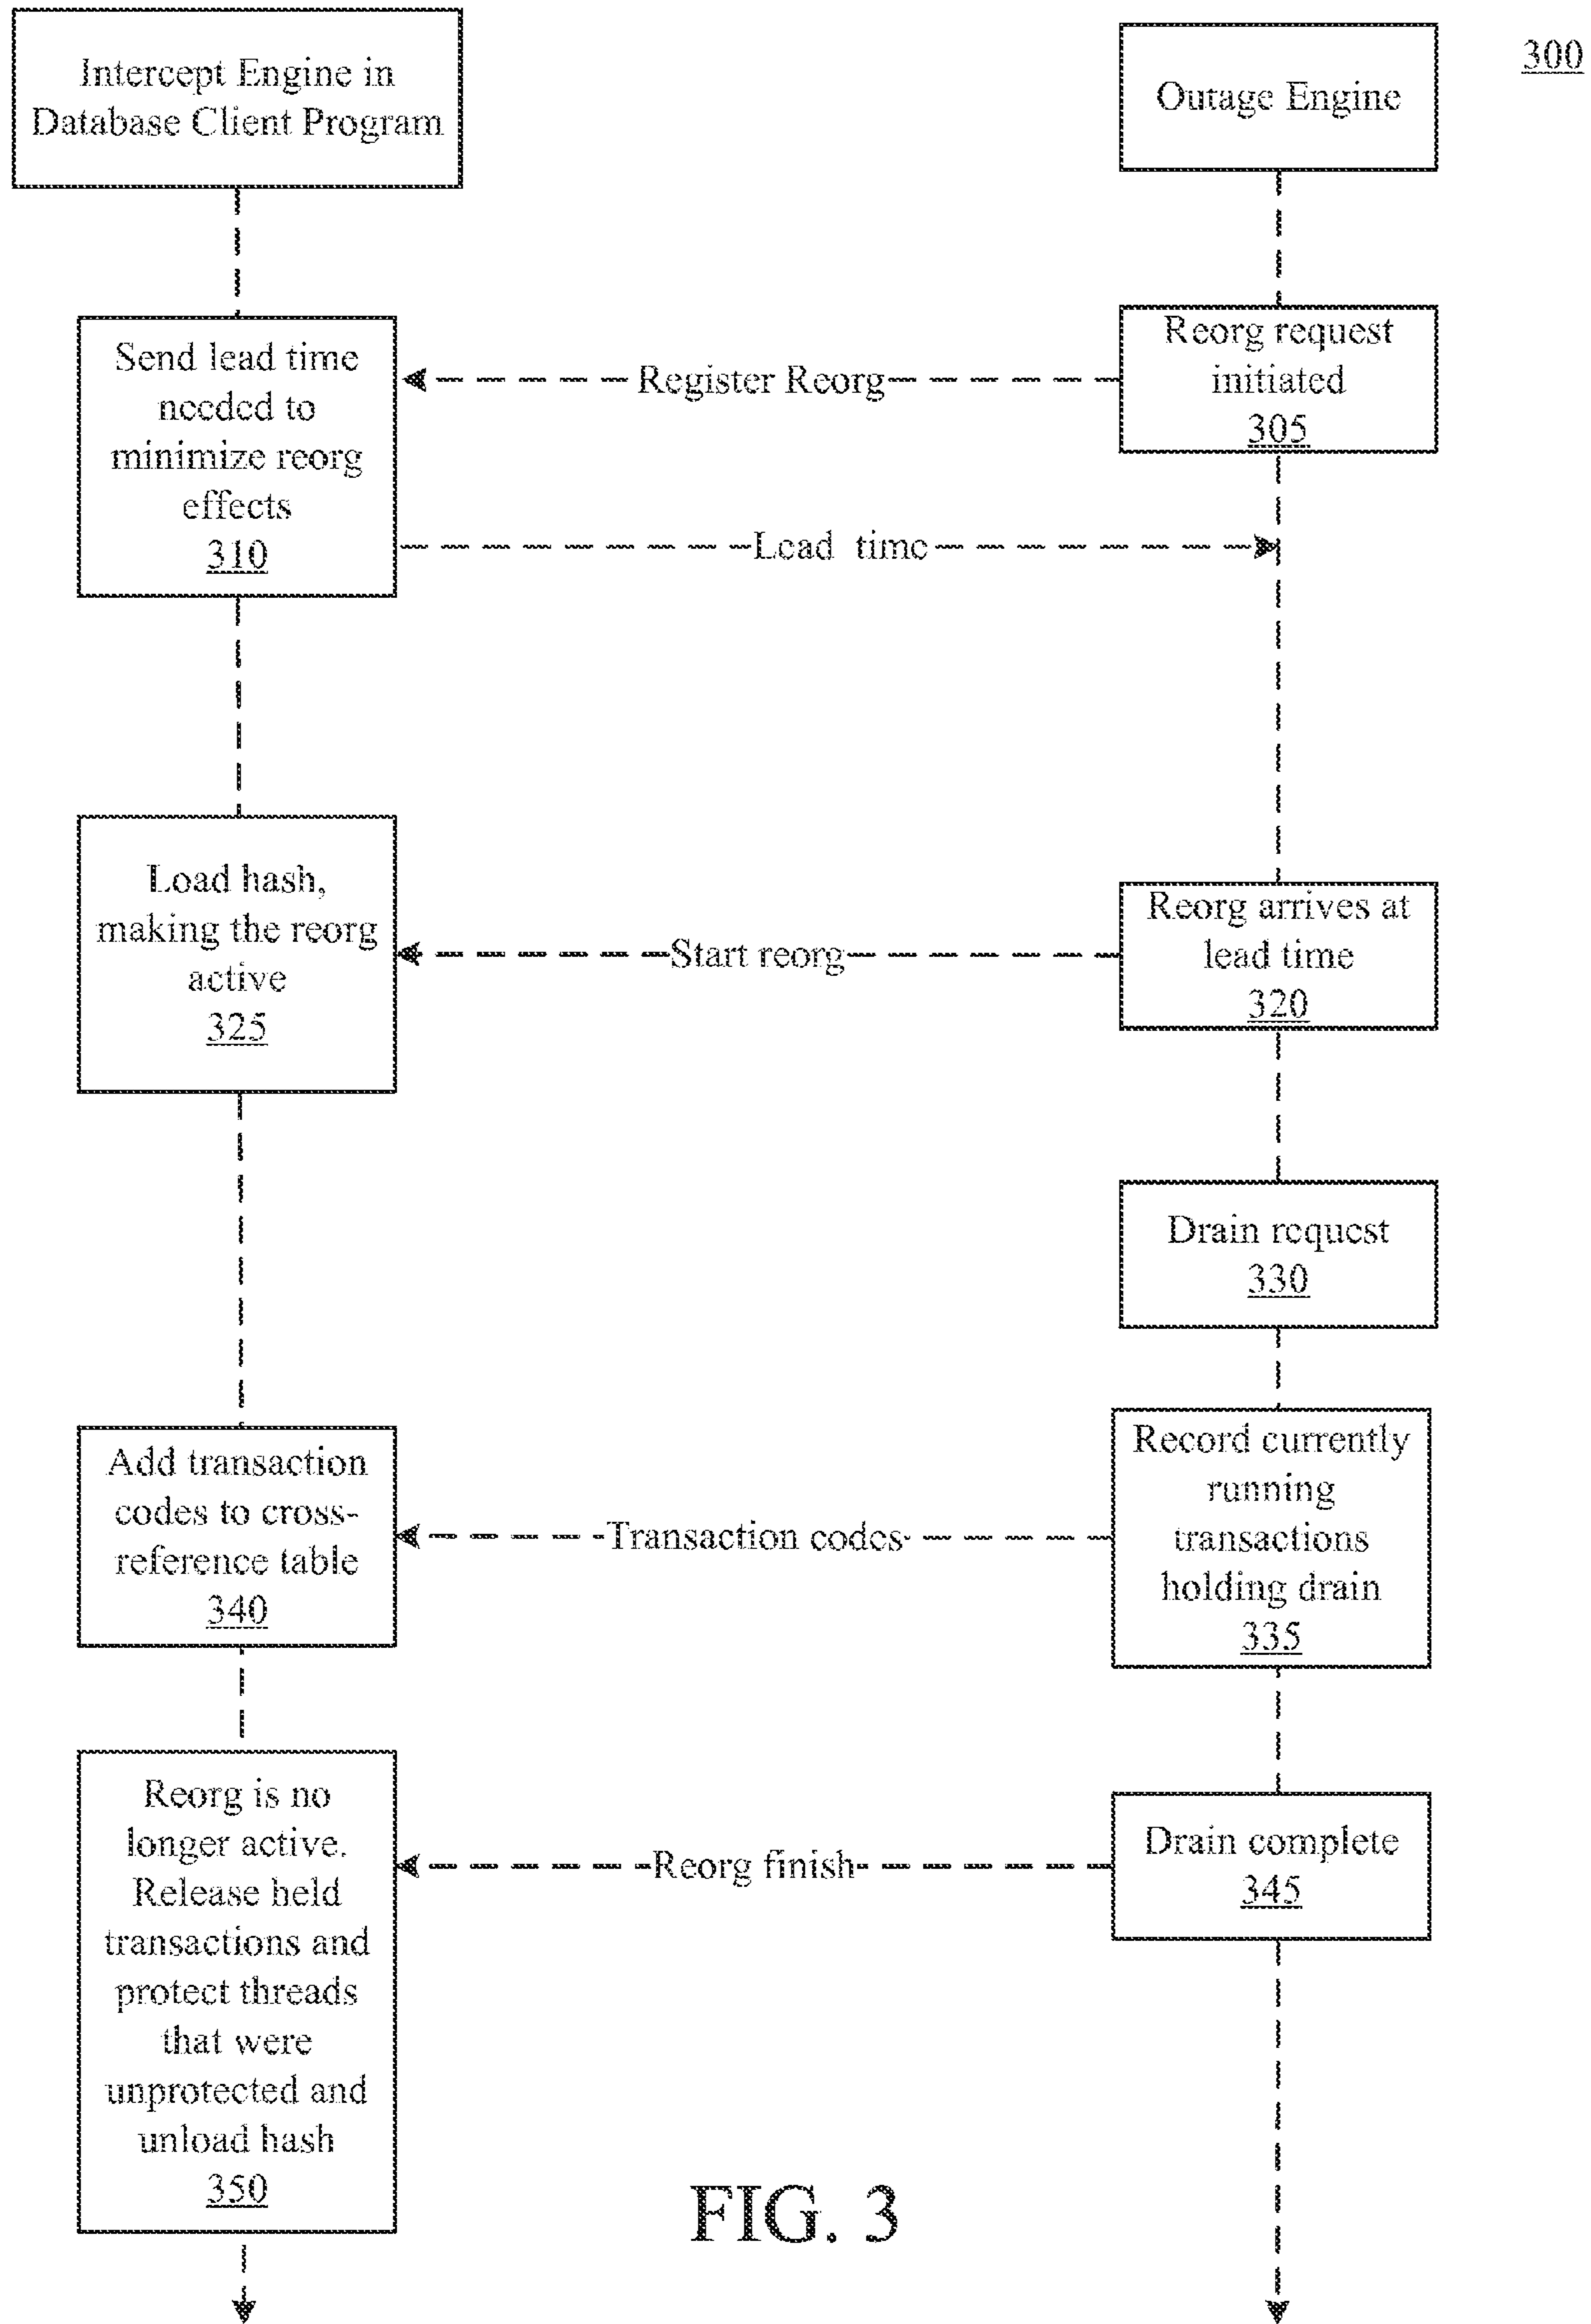 300
Intercept Engine in
Database Client Program
Outage Engine
Reorg request
initiated
305
Register Reorg
Send lead time
needed to
minimize reorg
effects
310
Lead time
Reorg arrives at
lead time
320
Start reorg
Load hash,
making the reorg
active
325
Drain request
330
Record currently
running
transactions
holding drain
335
Transaction codes
Add transaction
codes to cross-
reference table
340
Drain complete
345
Reorg finish
Reorg is no
longer active.
Release held
transactions and
protect threads
that were
unprotected and
unload hash
350
FIG. 3